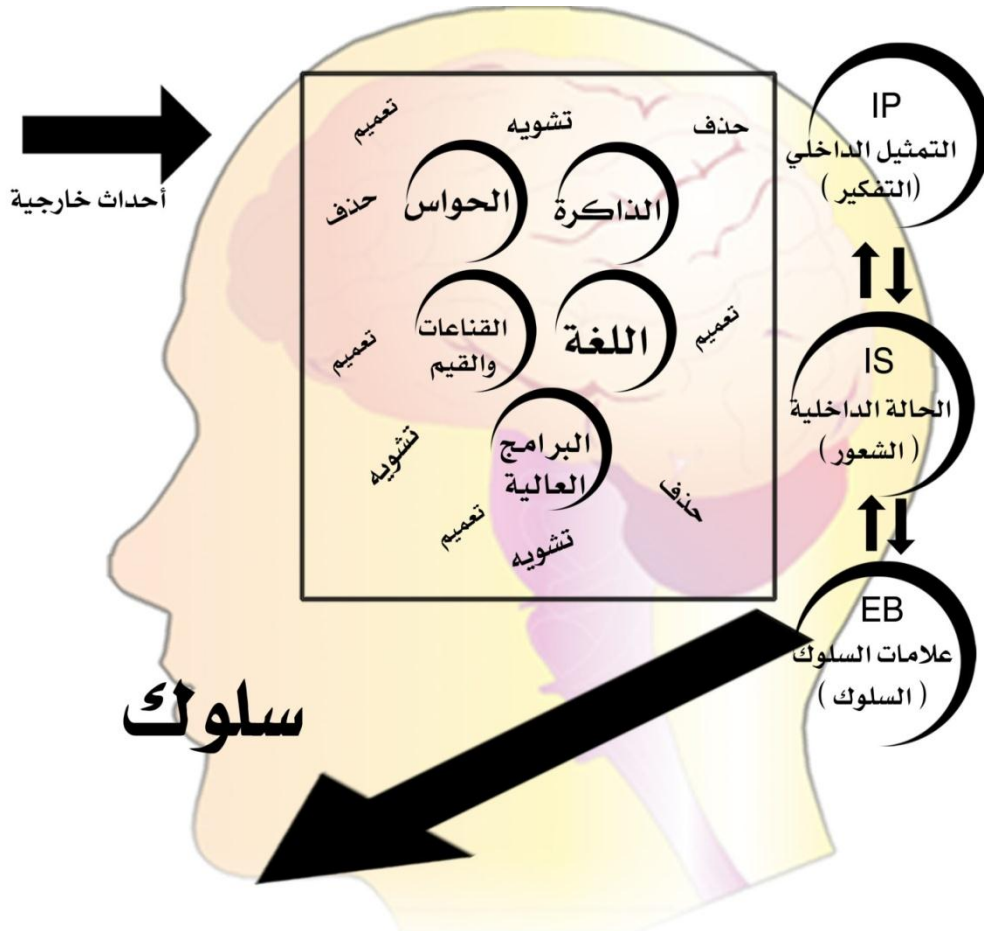 أحداث خارجية
تعميم
تشويه
حذف
حذف
الحواس
الذاكرة
تعميم
القناعات
والقيم
اللغة
تعميم
تشويه
البرامج
العالية
حذف
تعميم
تشويه
IP
التمثيل الداخلي
(التفكير)
IS
الحالة الداخلية
(الشعور)
EB
علامات السلوك
(السلوك)
سلوك